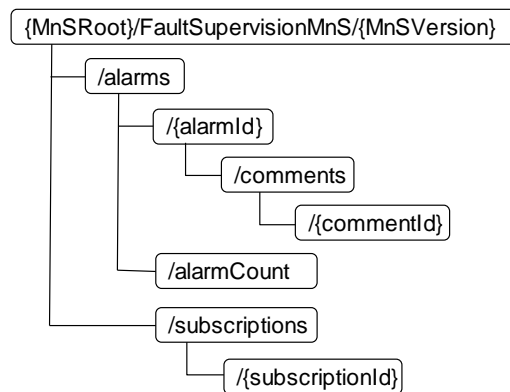 {MnSRoot}/FaultSupervisionMnS/{MnSVersion}
/alarms
/{alarmId}
/comments
/{commentId}
/alarmCount
/subscriptions
/{subscriptionId}